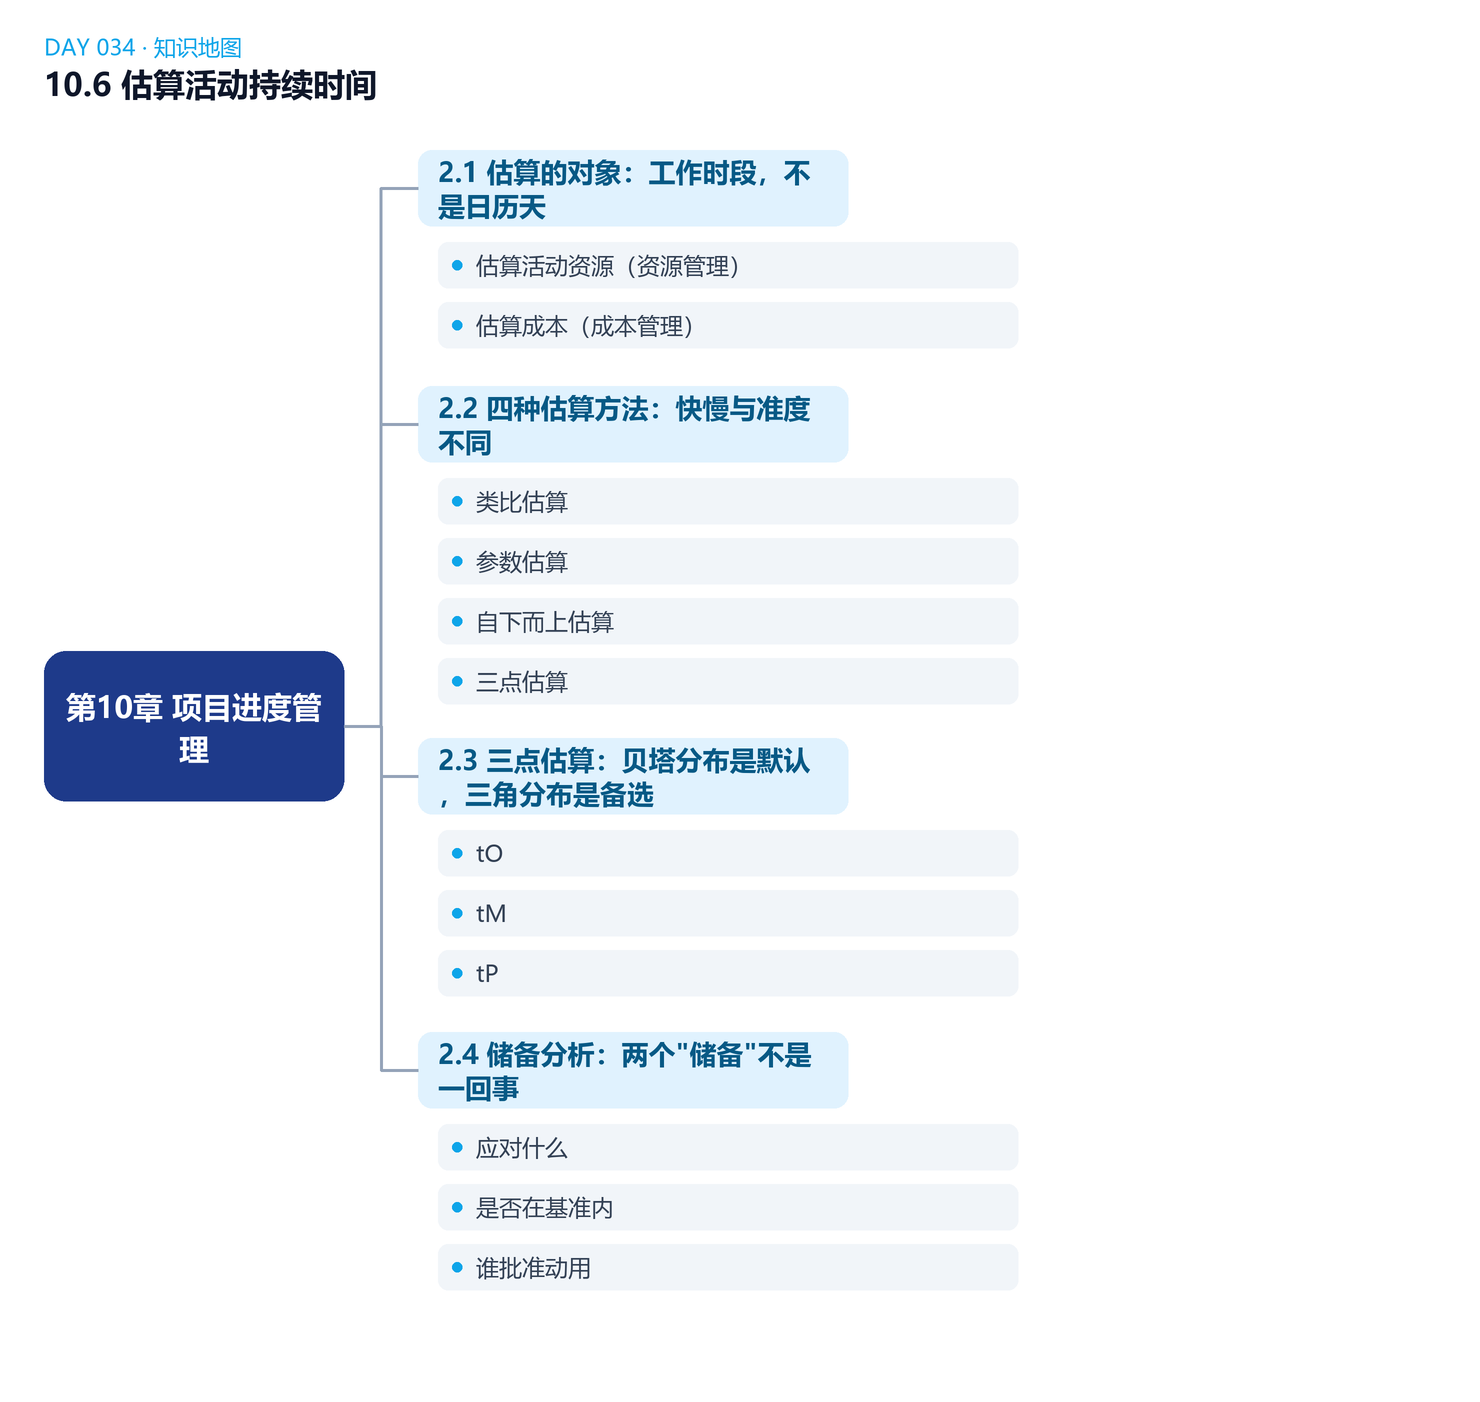 DAY 034 · 知识地图
10.6 估算活动持续时间
2.1 估算的对象：工作时段，不
是日历天
估算活动资源（资源管理）
估算成本（成本管理）
2.2 四种估算方法：快慢与准度
不同
类比估算
参数估算
自下而上估算
三点估算
第10章 项目进度管
理
2.3 三点估算：贝塔分布是默认
，三角分布是备选
tO
tM
tP
2.4 储备分析：两个"储备"不是
一回事
应对什么
是否在基准内
谁批准动用